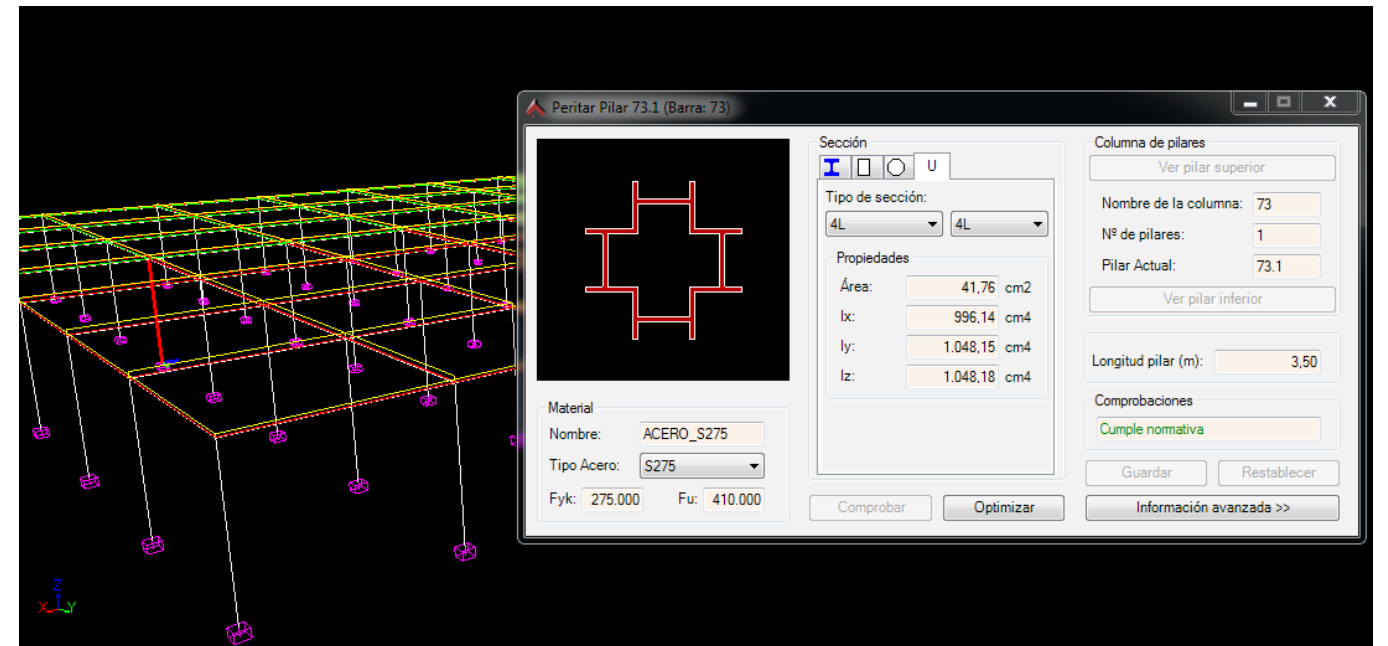 Peritar Pilar 73.1 (Barra: 73)
Sección
U
Tipo de sección:
4L 4L
Propiedades
Área: 41,76 cm2
Ix: 996,14 cm4
Iy: 1.048,15 cm4
Iz: 1.048,18 cm4
Material
Nombre: ACERO_S275
Tipo Acero: S275
Fyk: 275.000 Fu: 410.000
Comprobar Optimizar
Columna de pilares
Ver pilar superior
Nombre de la columna: 73
Nº de pilares: 1
Pilar Actual: 73.1
Ver pilar inferior
Longitud pilar (m): 3,50
Comprobaciones
Cumple normativa
Guardar Restablecer
Información avanzada >>
Z
X Y